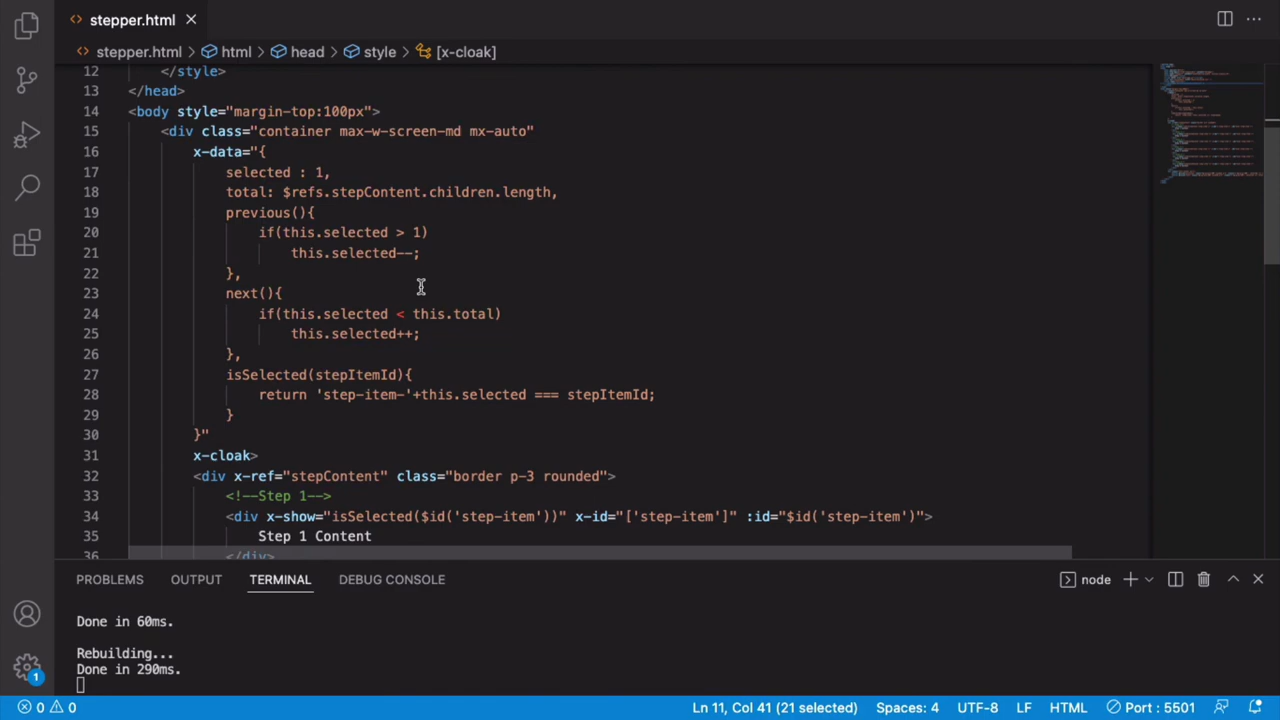 stepper.html
stepper.html > html > head > style > [x-cloak]
12 </style>
13 </head>
14 <body style="margin-top:100px">
15 <div class="container max-w-screen-md mx-auto"
16 x-data="{
17 selected : 1,
18 total: $refs.stepContent.children.length,
19 previous(){
20 if(this.selected > 1)
21 this.selected--;
22 },
23 next(){
24 if(this.selected < this.total)
25 this.selected++;
26 },
27 isSelected(stepItemId){
28 return 'step-item-'+this.selected === stepItemId;
29 }
30 }"
31 x-cloak>
32 <div x-ref="stepContent" class="border p-3 rounded">
33 <!--Step 1-->
34 <div x-show="isSelected($id('step-item'))" x-id="['step-item']" :id="$id('step-item')">
35 Step 1 Content
36 </div>
PROBLEMS OUTPUT TERMINAL DEBUG CONSOLE node
Done in 60ms.
Rebuilding...
Done in 290ms.
1
0 0 Ln 11, Col 41 (21 selected) Spaces: 4 UTF-8 LF HTML Port : 5501